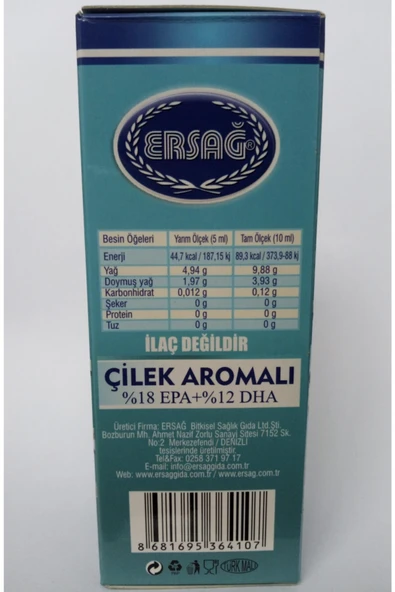 ERSAĞ®
Besin Öğeleri Yarım Ölçek (5 ml) Tam Ölçek (10 ml)
Enerji 44,7 kcal / 187,15 kj 89,3 kcal / 373,9-88 kj
Yağ 4,94 g 9,88 g
Doymuş yağ 1,97 g 3,93 g
Karbonhidrat 0,012 g 0,12 g
Şeker 0 g 0 g
Protein 0 g 0 g
Tuz 0 g 0 g
İLAÇ DEĞİLDİR
ÇİLEK AROMALI
%18 EPA+%12 DHA
Üretici Firma: ERSAĞ Bitkisel Sağlık Gıda Ltd.Şti.
Bozburun Mh. Ahmet Nazif Zorlu Sanayi Sitesi 7152 Sk.
No:2 Merkezefendi / DENİZLİ
tesislerinde üretilmiştir.
Tel&Fax: 0258 371 97 17
E-mail: info@ersaggida.com.tr
Web: www.ersaggida.com.tr / www.ersag.com.tr
8 681695 364107
TÜRK MALI